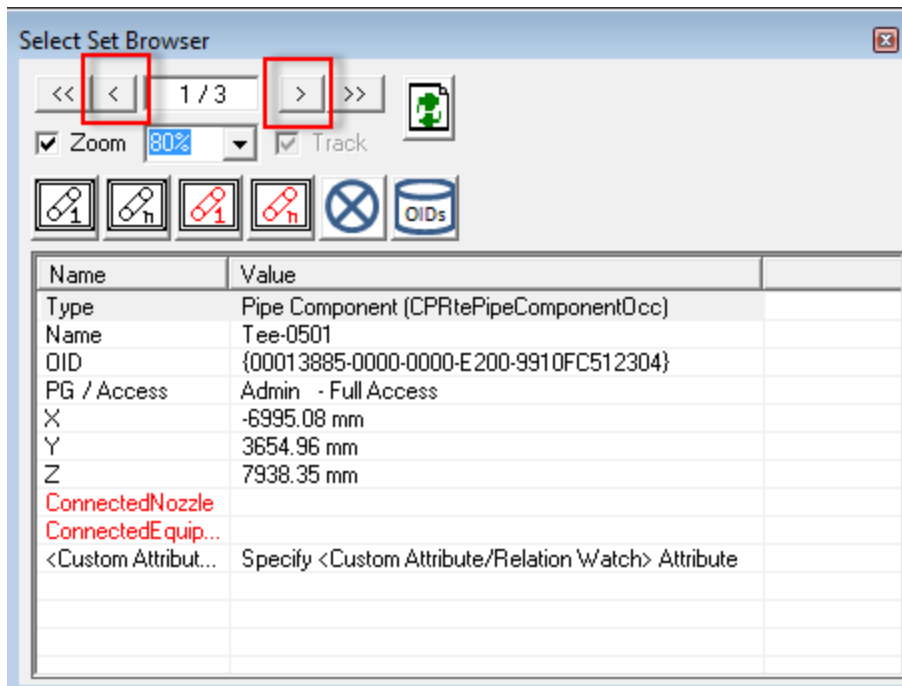 Select Set Browser
<< < 1 / 3 > >>
Zoom 80% Track
1 n 1 n OIDs
Name Value
Type Pipe Component (CPRtePipeComponentOcc)
Name Tee-0501
OID {00013885-0000-0000-E200-9910FC512304}
PG / Access Admin - Full Access
X -6995.08 mm
Y 3654.96 mm
Z 7938.35 mm
ConnectedNozzle
ConnectedEquip...
<Custom Attribut... Specify <Custom Attribute/Relation Watch> Attribute